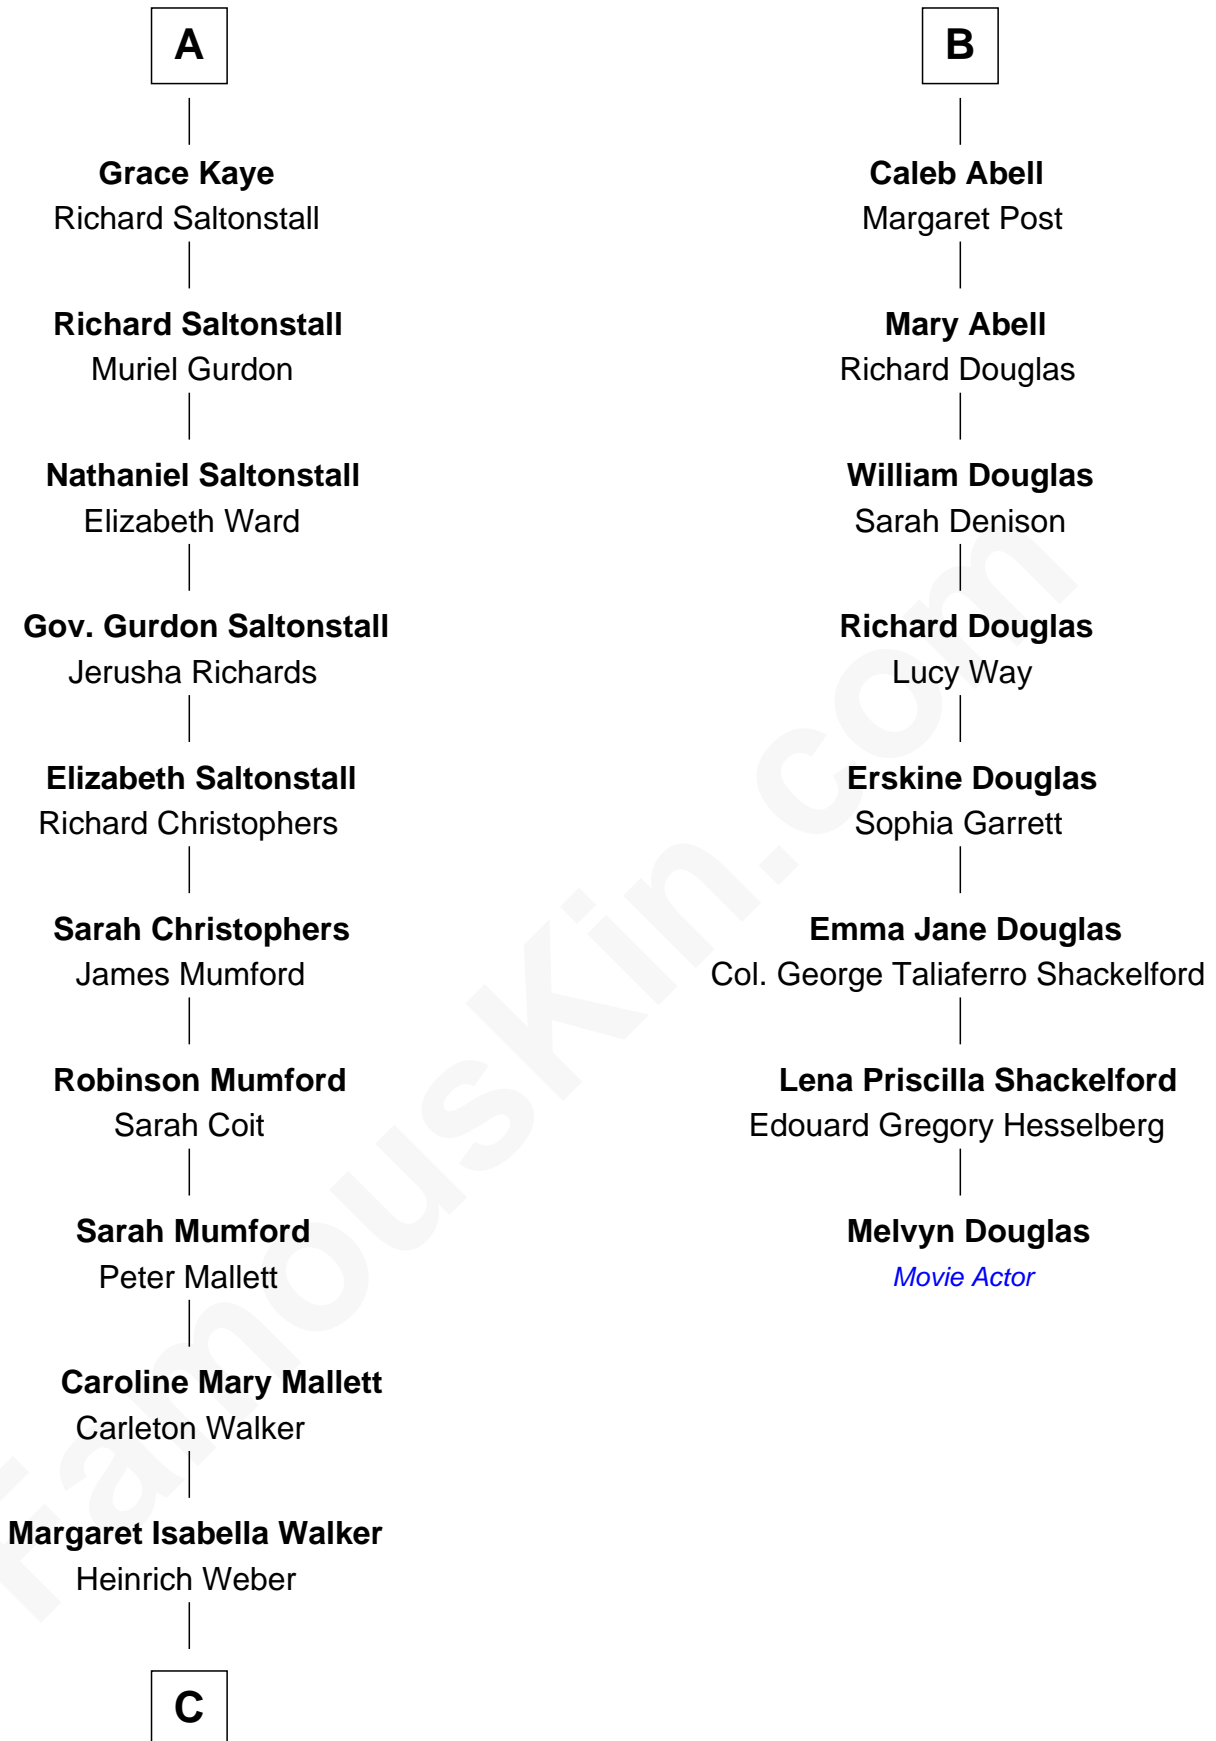 A
Grace Kaye
Richard Saltonstall
Richard Saltonstall
Muriel Gurdon
Nathaniel Saltonstall
Elizabeth Ward
Gov. Gurdon Saltonstall
Jerusha Richards
Elizabeth Saltonstall
Richard Christophers
Sarah Christophers
James Mumford
Robinson Mumford
Sarah Coit
Sarah Mumford
Peter Mallett
Caroline Mary Mallett
Carleton Walker
Margaret Isabella Walker
Heinrich Weber
C
B
Caleb Abell
Margaret Post
Mary Abell
Richard Douglas
William Douglas
Sarah Denison
Richard Douglas
Lucy Way
Erskine Douglas
Sophia Garrett
Emma Jane Douglas
Col. George Taliaferro Shackelford
Lena Priscilla Shackelford
Edouard Gregory Hesselberg
Melvyn Douglas
Movie Actor
FamousKin.com